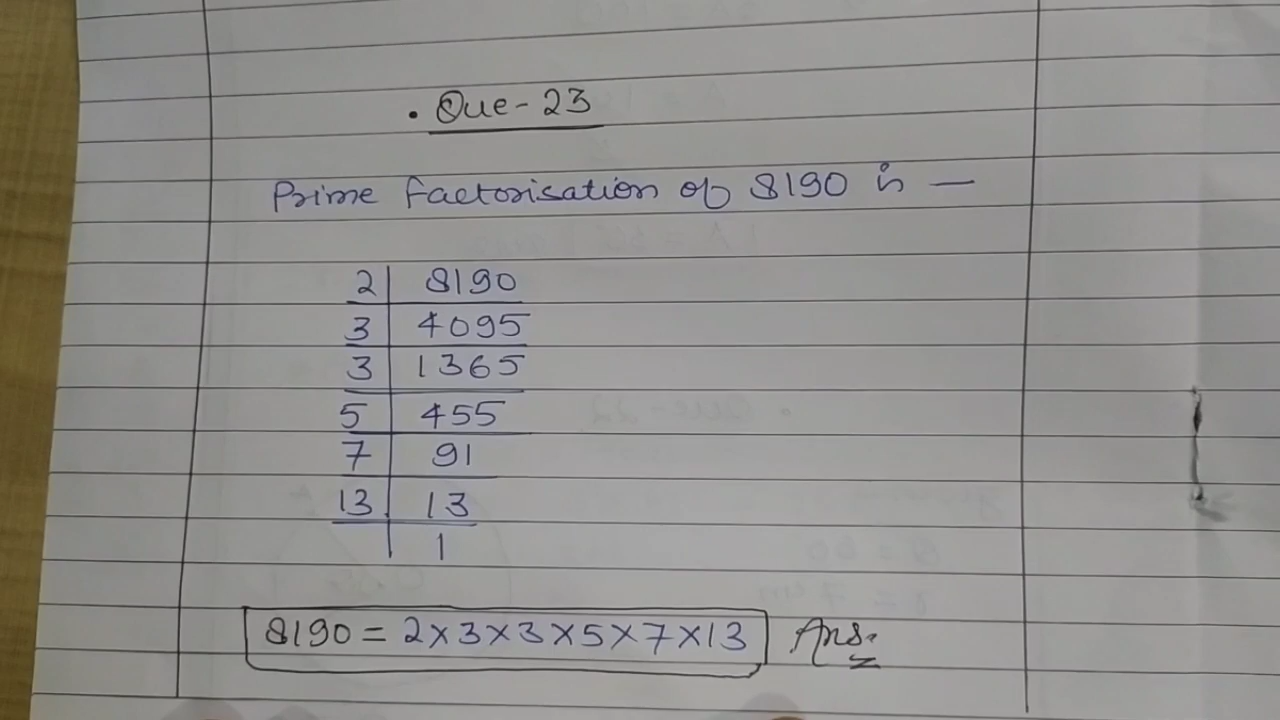 . Que - 23
Prime factorisation of 8190 is —
2 | 8190
3 | 4095
3 | 1365
5 | 455
7 | 91
13 | 13
| 1
8190 = 2×3×3×5×7×13 Ans.